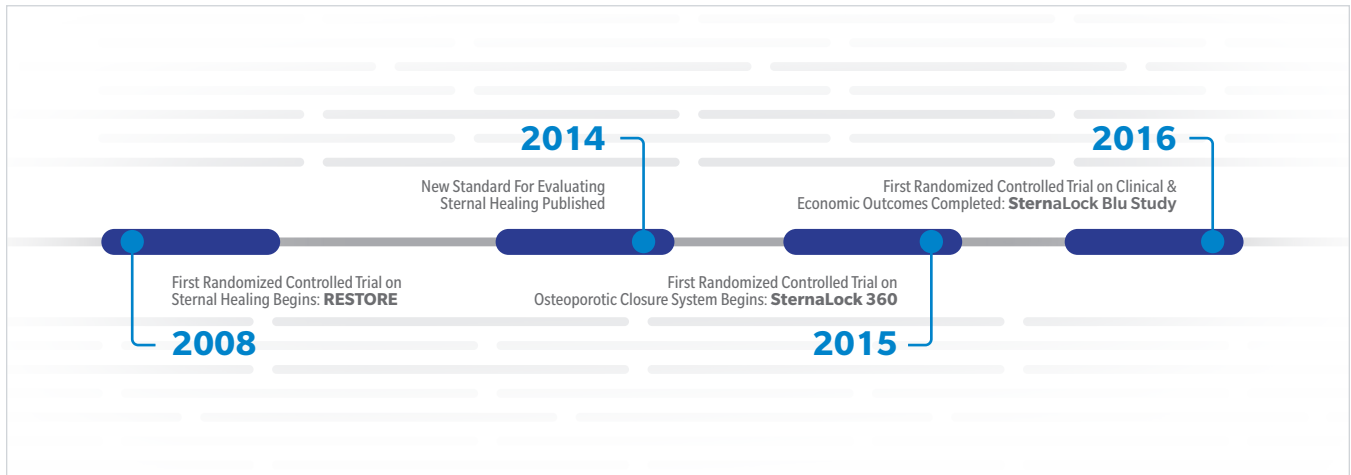 2014
New Standard For Evaluating
Sternal Healing Published
2016
First Randomized Controlled Trial on Clinical &
Economic Outcomes Completed: SternaLock Blu Study
First Randomized Controlled Trial on
Sternal Healing Begins: RESTORE
2008
First Randomized Controlled Trial on
Osteoporotic Closure System Begins: SternaLock 360
2015